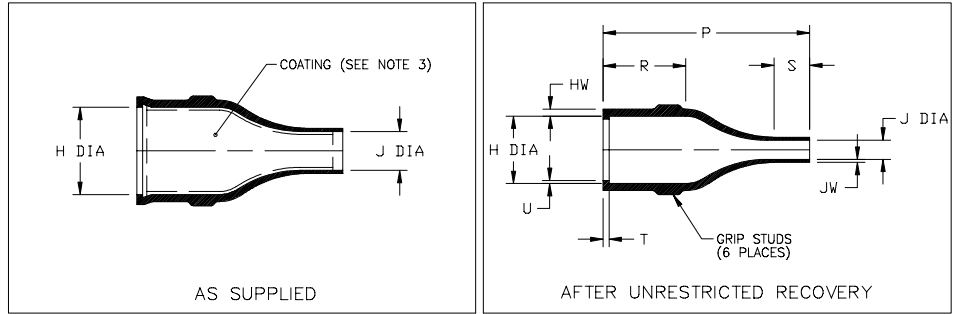 COATING (SEE NOTE 3)
H DIA
J DIA
AS SUPPLIED
P
R
S
HW
J DIA
H DIA
JW
U
T
GRIP STUDS
(6 PLACES)
AFTER UNRESTRICTED RECOVERY